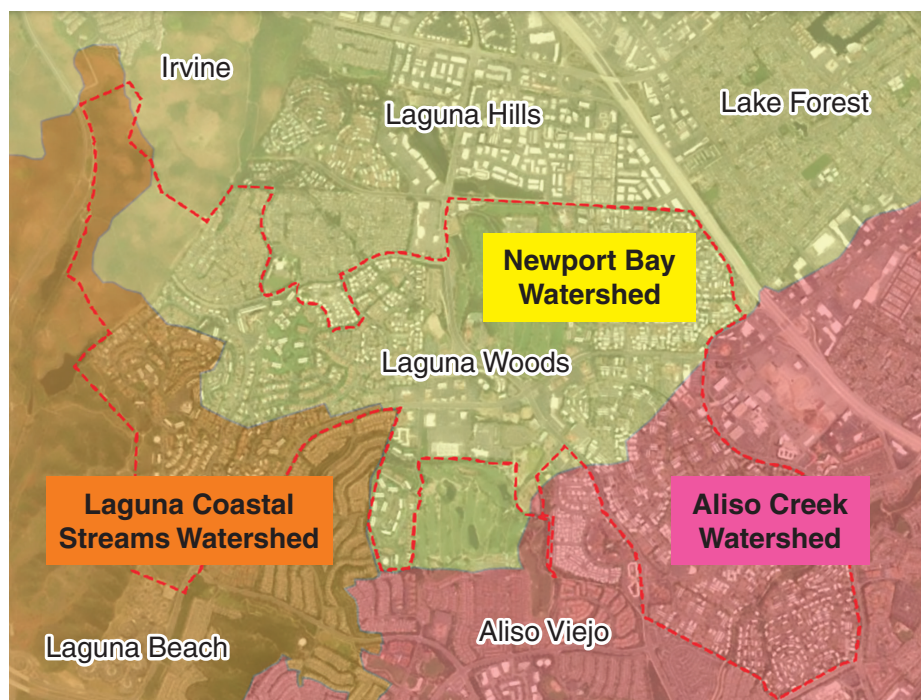 Irvine
Laguna Hills
Lake Forest
Newport Bay
Watershed
Laguna Woods
Laguna Coastal
Streams Watershed
Aliso Creek
Watershed
Aliso Viejo
Laguna Beach